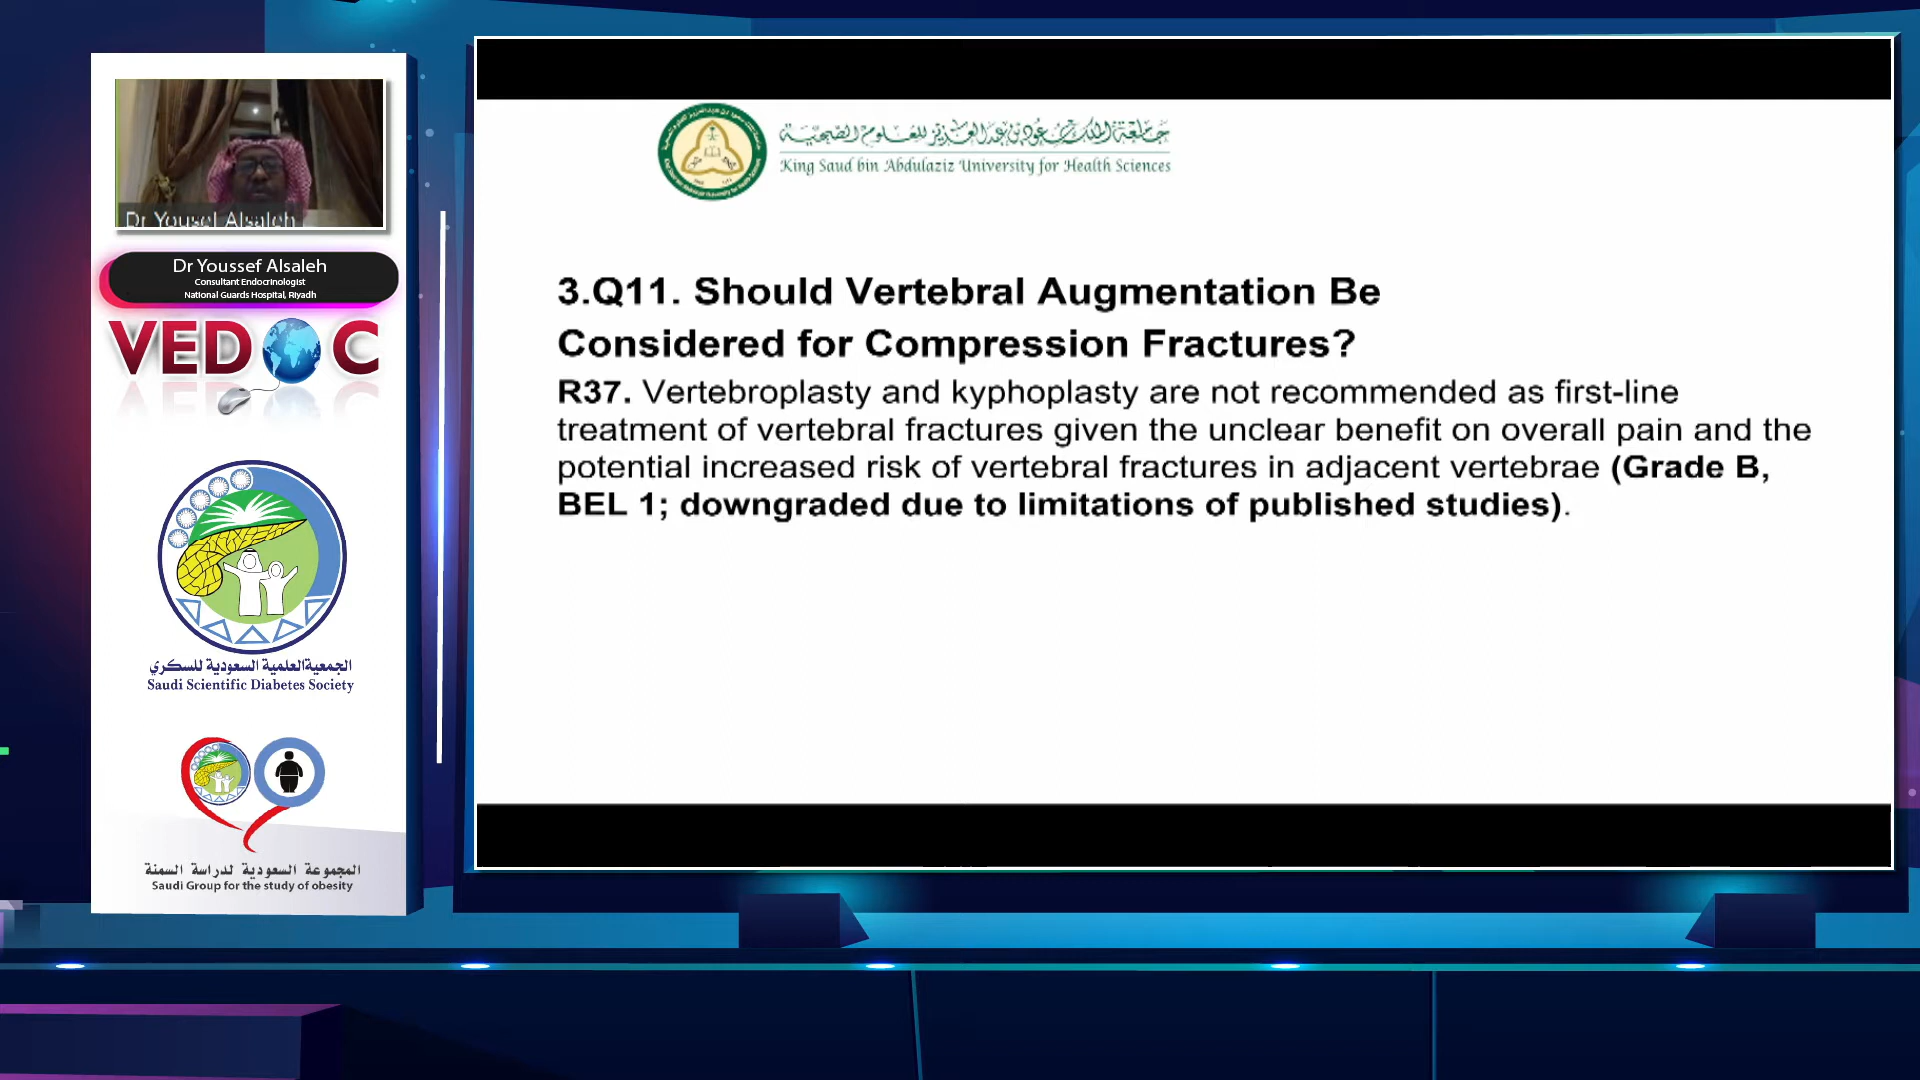 Dr Yousef Alsaleh
Dr Youssef Alsaleh
Consultant Endocrinologist
National Guards Hospital, Riyadh
VEDOC
الجمعية العلمية السعودية للسكري
Saudi Scientific Diabetes Society
المجموعة السعودية لدراسة السمنة
Saudi Group for the study of obesity
جامعة الملك سعود بن عبدالعزيز للعلوم الصحية
King Saud bin Abdulaziz University for Health Sciences
3.Q11. Should Vertebral Augmentation Be
Considered for Compression Fractures?
R37. Vertebroplasty and kyphoplasty are not recommended as first-line
treatment of vertebral fractures given the unclear benefit on overall pain and the
potential increased risk of vertebral fractures in adjacent vertebrae (Grade B,
BEL 1; downgraded due to limitations of published studies).